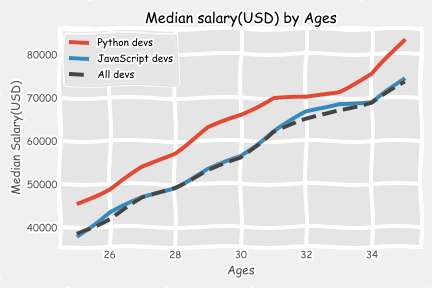 Median salary(USD) by Ages
Python devs
JavaScript devs
All devs
Median Salary(USD)
80000
70000
60000
50000
40000
26
28
30
32
34
Ages